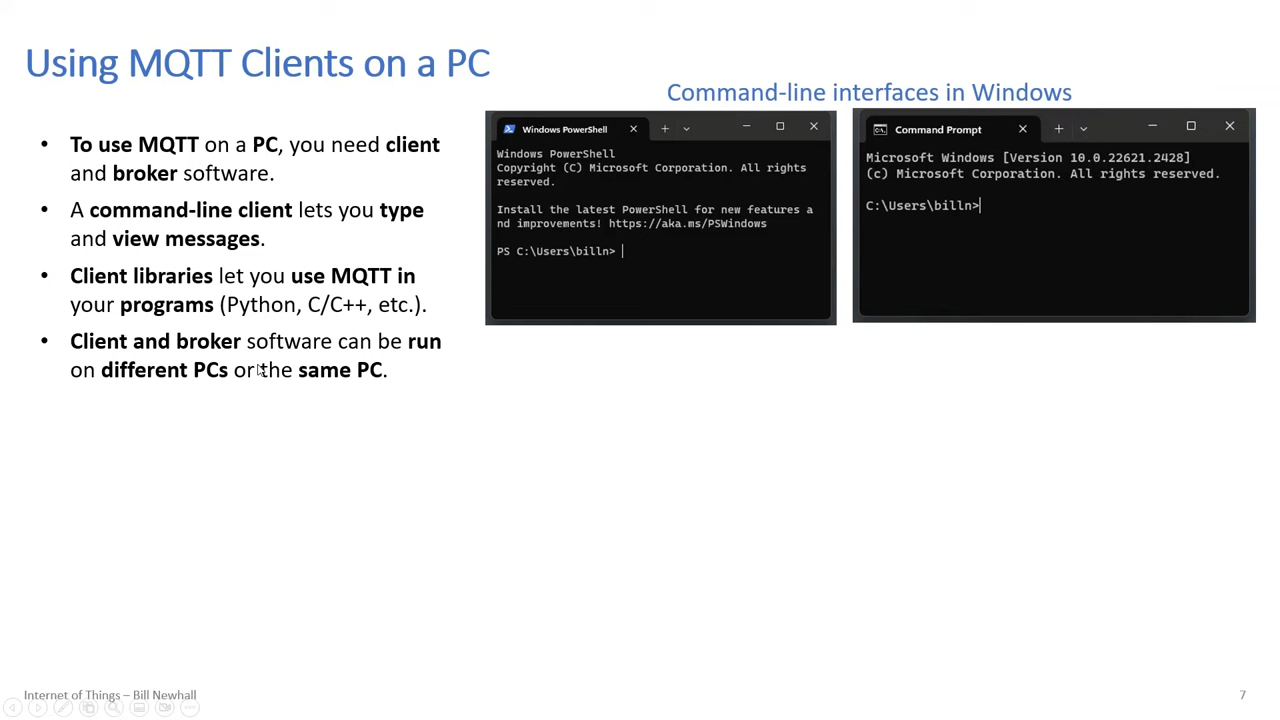 Using MQTT Clients on a PC
• To use MQTT on a PC, you need client
and broker software.
• A command-line client lets you type
and view messages.
• Client libraries let you use MQTT in
your programs (Python, C/C++, etc.).
• Client and broker software can be run
on different PCs or the same PC.
Command-line interfaces in Windows
Windows PowerShell
Windows PowerShell
Copyright (C) Microsoft Corporation. All rights
reserved.
Install the latest PowerShell for new features a
nd improvements! https://aka.ms/PSWindows
PS C:\Users\billn>
Command Prompt
Microsoft Windows [Version 10.0.22621.2428]
(c) Microsoft Corporation. All rights reserved.
C:\Users\billn>
Internet of Things – Bill Newhall
7